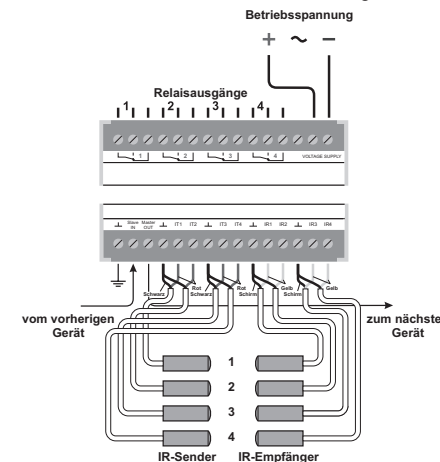 Betriebsspannung
+ ~ −
Relaisausgänge
1 2 3 4
1 2 3 4 VOLTAGE SUPPLY
⊥ Slave IN Master OUT ⊥ IT1 IT2 ⊥ IT3 IT4 ⊥ IR1 IR2 ⊥ IR3 IR4
Schwarz Rot Schwarz Rot Schirm Gelb Schirm Gelb
vom vorherigen Gerät
zum nächste
Gerät
1
2
3
4
IR-Sender IR-Empfänger